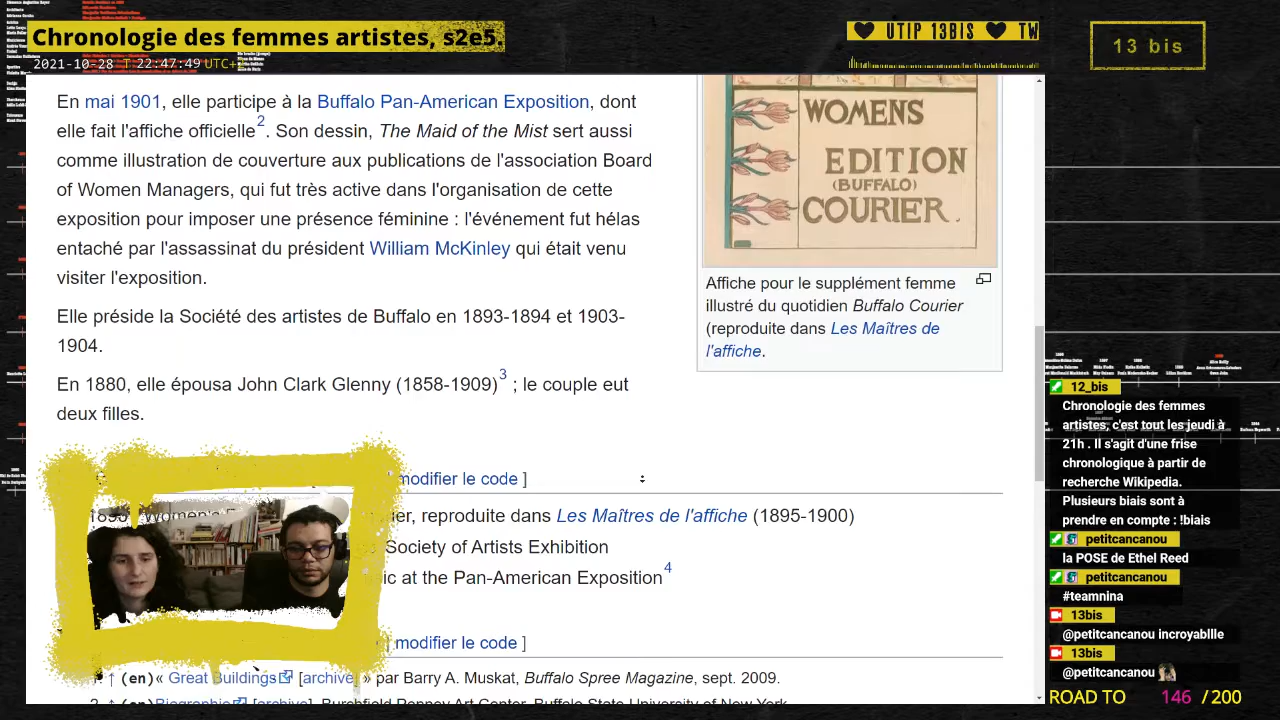 Chronologie des femmes artistes, s2e5
2021-10-28 T 22:47:49 UTC+
UTIP 13BIS
TW
13 bis
En mai 1901, elle participe à la Buffalo Pan-American Exposition, dont
elle fait l'affiche officielle2. Son dessin, The Maid of the Mist sert aussi
comme illustration de couverture aux publications de l'association Board
of Women Managers, qui fut très active dans l'organisation de cette
exposition pour imposer une présence féminine : l'événement fut hélas
entaché par l'assassinat du président William McKinley qui était venu
visiter l'exposition.
Elle préside la Société des artistes de Buffalo en 1893-1894 et 1903-
1904.
En 1880, elle épousa John Clark Glenny (1858-1909)3 ; le couple eut
deux filles.
WOMENS
EDITION
(BUFFALO)
COURIER.
Affiche pour le supplément femme
illustré du quotidien Buffalo Courier
(reproduite dans Les Maîtres de
l'affiche.
modifier le code ]
er, reproduite dans Les Maîtres de l'affiche (1895-1900)
Society of Artists Exhibition
ic at the Pan-American Exposition4
modifier le code ]
↑ (en) « Great Buildings [archive] » par Barry A. Muskat, Buffalo Spree Magazine, sept. 2009.
12_bis
Chronologie des femmes
artistes, c'est tout les jeudi à
21h . Il s'agit d'une frise
chronologique à partir de
recherche Wikipedia.
Plusieurs biais sont à
prendre en compte : !biais
petitcancanou
la POSE de Ethel Reed
petitcancanou
#teamnina
13bis
@petitcancanou incroyablle
13bis
@petitcancanou
ROAD TO 146 / 200